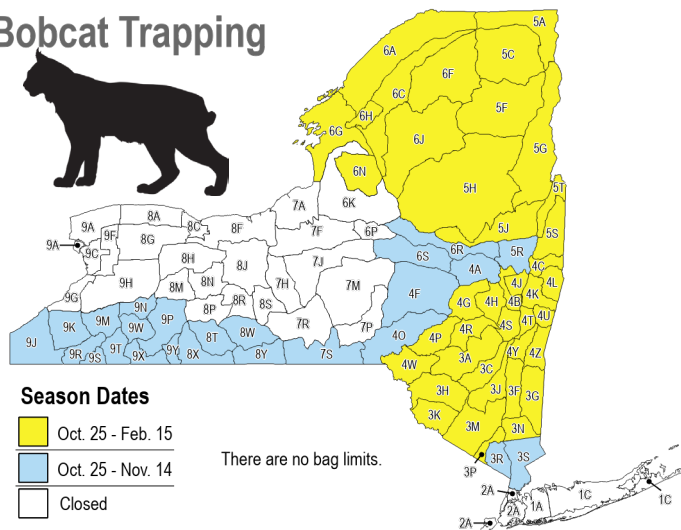 Bobcat Trapping
5A
6A
5C
6F
6C
5F
6H
6G
6J
5G
6N
5H
5T
7A
6K
9A
8A
8C
8F
7F
6P
5J
5S
9F
8G
9A
9C
6R
5R
6S
4A
4C
8H
8J
7J
9H
8M
8N
7H
7M
4F
4J
4L
4G
4H
4B
4K
9G
9N
8P
8R
8S
7R
7P
4U
9J
9K
9M
9W
9P
8T
8W
4O
4P
4R
4S
4T
9R
9S
9T
9X
9Y
8X
8Y
7S
4W
3A
3C
4Y
4Z
3H
3J
3F
3G
3K
3M
3N
3P
3R
3S
Season Dates
Oct. 25 - Feb. 15
Oct. 25 - Nov. 14
Closed
There are no bag limits.
2A
2A
2A
1A
1C
1C